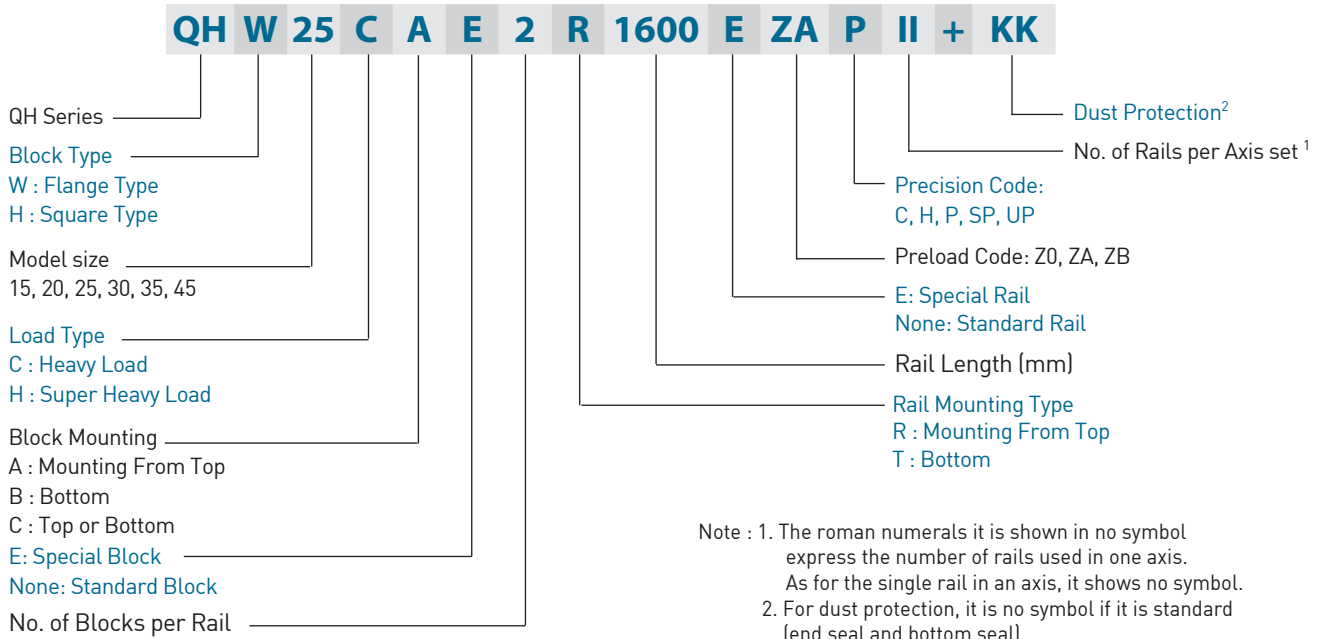 QH W 25 C A E 2 R 1600 E ZA P II + KK
QH Series
Block Type
W : Flange Type
H : Square Type
Model size
15, 20, 25, 30, 35, 45
Load Type
C : Heavy Load
H : Super Heavy Load
Block Mounting
A : Mounting From Top
B : Bottom
C : Top or Bottom
E: Special Block
None: Standard Block
No. of Blocks per Rail
Dust Protection2
No. of Rails per Axis set 1
Precision Code:
C, H, P, SP, UP
Preload Code: Z0, ZA, ZB
E: Special Rail
None: Standard Rail
Rail Length (mm)
Rail Mounting Type
R : Mounting From Top
T : Bottom
Note : 1. The roman numerals it is shown in no symbol
express the number of rails used in one axis.
As for the single rail in an axis, it shows no symbol.
2. For dust protection, it is no symbol if it is standard
(end seal and bottom seal)